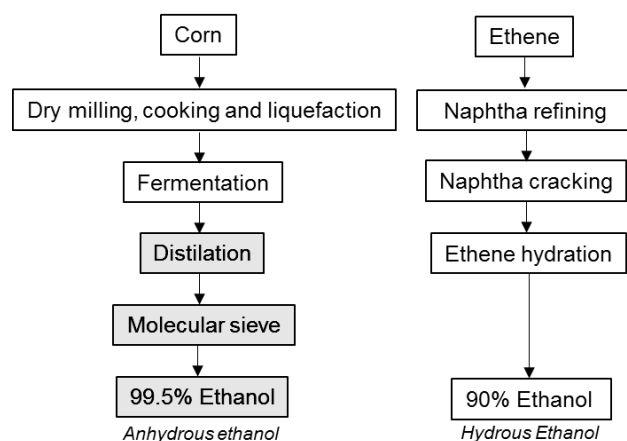 Corn
Dry milling, cooking and liquefaction
Fermentation
Distilation
Molecular sieve
99.5% Ethanol
Anhydrous ethanol
Ethene
Naphtha refining
Naphtha cracking
Ethene hydration
90% Ethanol
Hydrous Ethanol